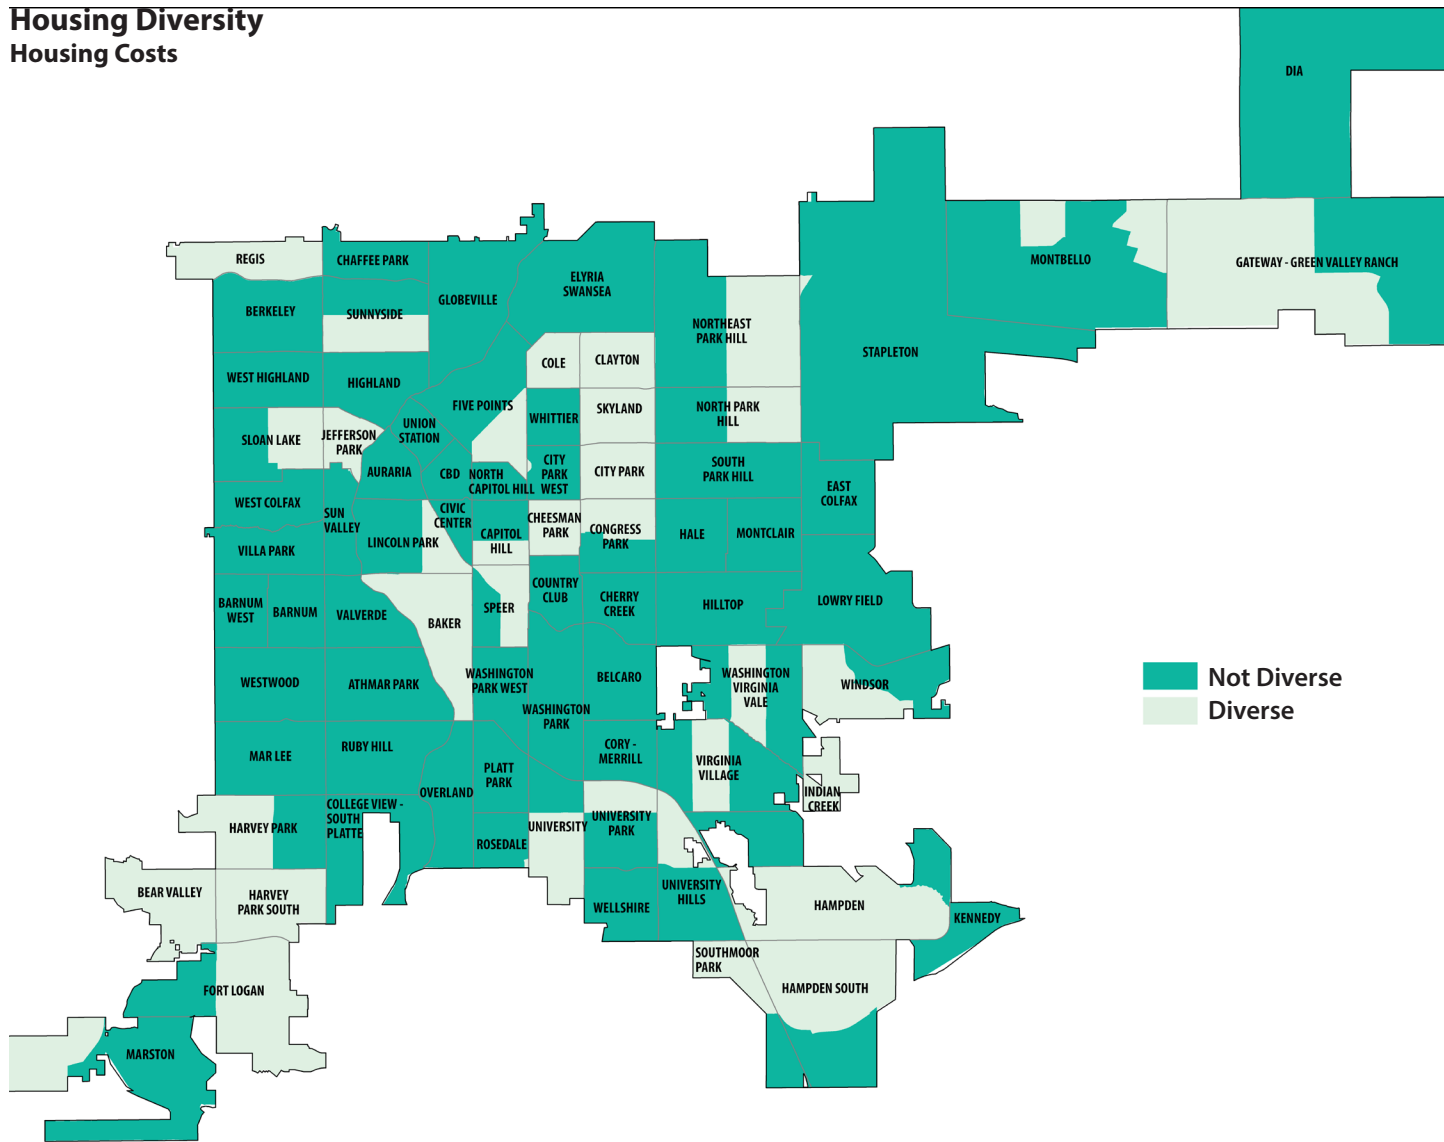 Housing Diversity
Housing Costs
DIA
REGIS
CHAFFEE PARK
MONTBELLO
GATEWAY - GREEN VALLEY RANCH
ELYRIA
SWANSEA
GLOBEVILLE
BERKELEY
SUNNYSIDE
NORTHEAST
PARK HILL
STAPLETON
COLE
CLAYTON
WEST HIGHLAND
HIGHLAND
FIVE POINTS
WHITTIER
SKYLAND
NORTH PARK
HILL
UNION
STATION
SLOAN LAKE
JEFFERSON
PARK
AURARIA
CBD
NORTH
CAPITOL HILL
CITY
PARK
WEST
CITY PARK
SOUTH
PARK HILL
EAST
COLFAX
WEST COLFAX
SUN
VALLEY
CIVIC
CENTER
CHEESMAN
PARK
CONGRESS
PARK
HALE
MONTCLAIR
LINCOLN PARK
CAPITOL
HILL
VILLA PARK
BARNUM
WEST
BARNUM
VALVERDE
BAKER
SPEER
COUNTRY
CLUB
CHERRY
CREEK
HILLTOP
LOWRY FIELD
WESTWOOD
ATHMAR PARK
WASHINGTON
PARK WEST
BELCARO
WASHINGTON
VIRGINIA
VALE
WINDSOR
Not Diverse
Diverse
WASHINGTON
PARK
MAR LEE
RUBY HILL
CORY -
MERRILL
PLATT
PARK
VIRGINIA
VILLAGE
INDIAN
CREEK
OVERLAND
COLLEGE VIEW -
SOUTH
PLATTE
HARVEY PARK
UNIVERSITY
UNIVERSITY
PARK
ROSEDALE
BEAR VALLEY
HARVEY
PARK SOUTH
UNIVERSITY
HILLS
WELLSHIRE
HAMPDEN
KENNEDY
SOUTHMOOR
PARK
HAMPDEN SOUTH
FORT LOGAN
MARSTON